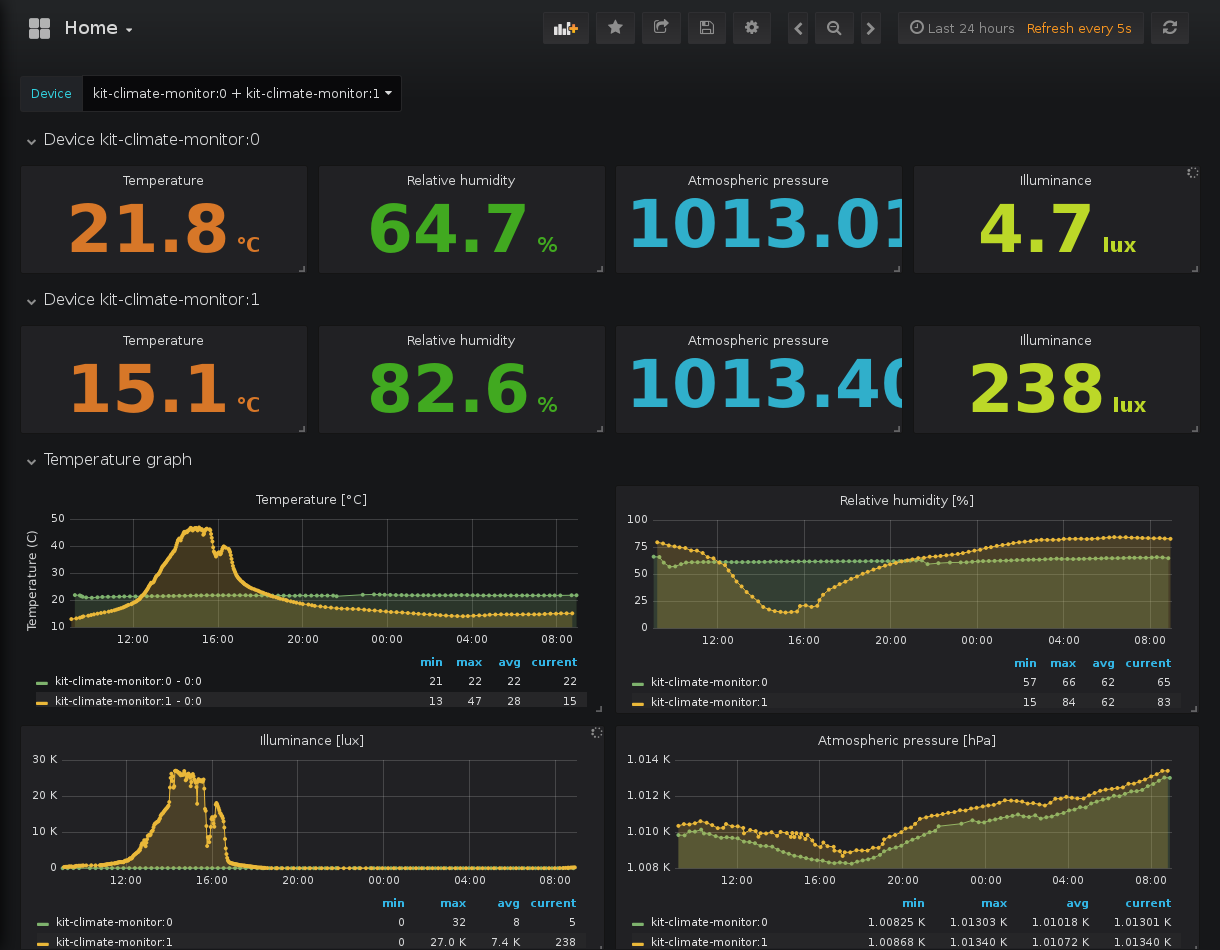 Home
Last 24 hours Refresh every 5s
Device kit-climate-monitor:0 + kit-climate-monitor:1
Device kit-climate-monitor:0
Temperature Relative humidity Atmospheric pressure Illuminance
21.8 °C 64.7 % 1013.01 4.7 lux
Device kit-climate-monitor:1
Temperature Relative humidity Atmospheric pressure Illuminance
15.1 °C 82.6 % 1013.40 238 lux
Temperature graph
Temperature [°C]
Temperature (C)
50
40
30
20
10
12:00 16:00 20:00 00:00 04:00 08:00
min max avg current
kit-climate-monitor:0 - 0:0 21 22 22 22
kit-climate-monitor:1 - 0:0 13 47 28 15
Relative humidity [%]
100
75
50
25
0
12:00 16:00 20:00 00:00 04:00 08:00
min max avg current
kit-climate-monitor:0 57 66 62 65
kit-climate-monitor:1 15 84 62 83
Illuminance [lux]
30 K
20 K
10 K
0
12:00 16:00 20:00 00:00 04:00 08:00
min max avg current
kit-climate-monitor:0 0 32 8 5
kit-climate-monitor:1 0 27.0 K 7.4 K 238
Atmospheric pressure [hPa]
1.014 K
1.012 K
1.010 K
1.008 K
12:00 16:00 20:00 00:00 04:00 08:00
min max avg current
kit-climate-monitor:0 1.00825 K 1.01303 K 1.01018 K 1.01301 K
kit-climate-monitor:1 1.00868 K 1.01340 K 1.01072 K 1.01340 K